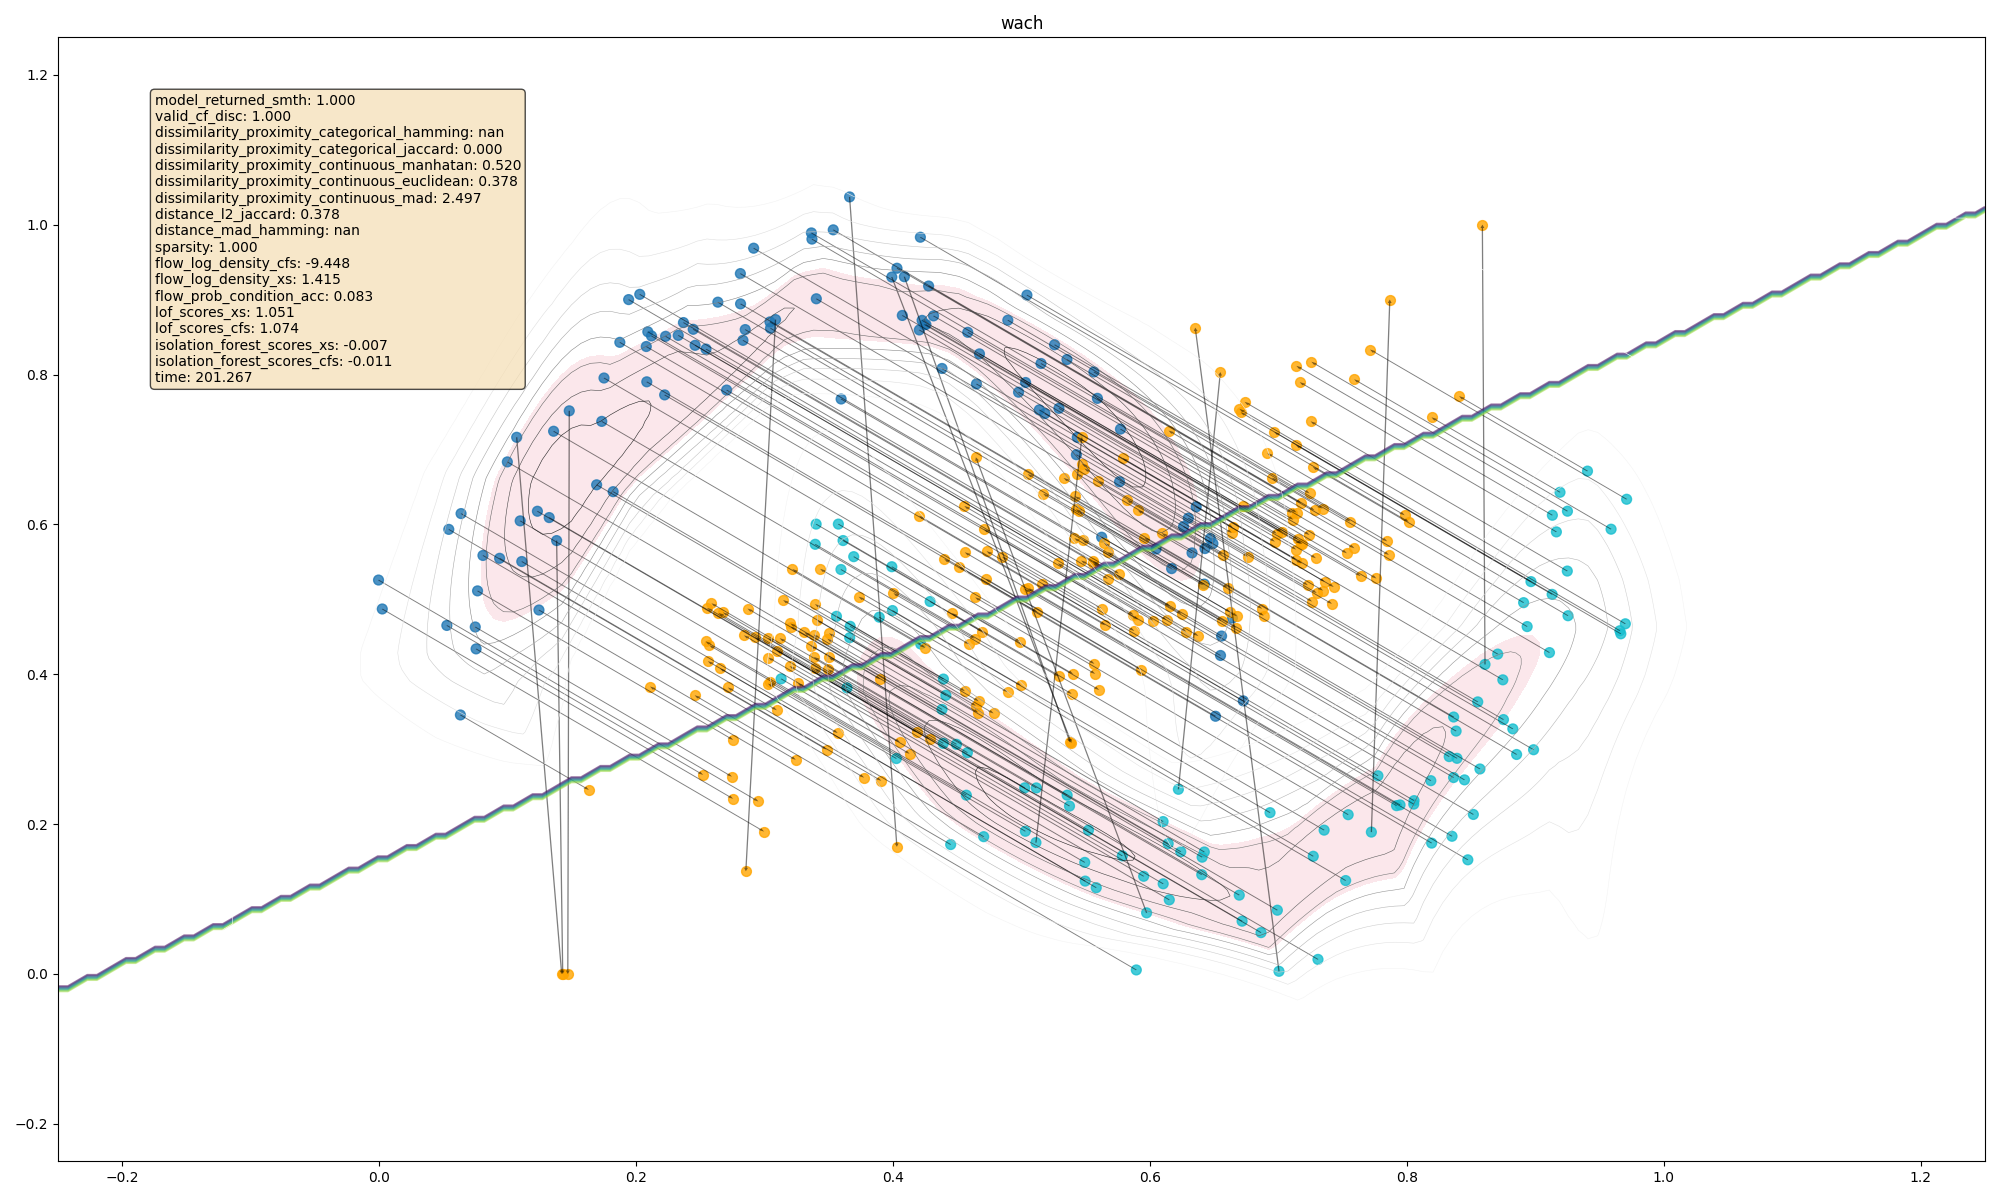 wach
1.2
1.0
0.8
0.6
0.4
0.2
0.0
−0.2
model_returned_smth: 1.000
valid_cf_disc: 1.000
dissimilarity_proximity_categorical_hamming: nan
dissimilarity_proximity_categorical_jaccard: 0.000
dissimilarity_proximity_continuous_manhatan: 0.520
dissimilarity_proximity_continuous_euclidean: 0.378
dissimilarity_proximity_continuous_mad: 2.497
distance_l2_jaccard: 0.378
distance_mad_hamming: nan
sparsity: 1.000
flow_log_density_cfs: -9.448
flow_log_density_xs: 1.415
flow_prob_condition_acc: 0.083
lof_scores_xs: 1.051
lof_scores_cfs: 1.074
isolation_forest_scores_xs: -0.007
isolation_forest_scores_cfs: -0.011
time: 201.267
−0.2 0.0 0.2 0.4 0.6 0.8 1.0 1.2